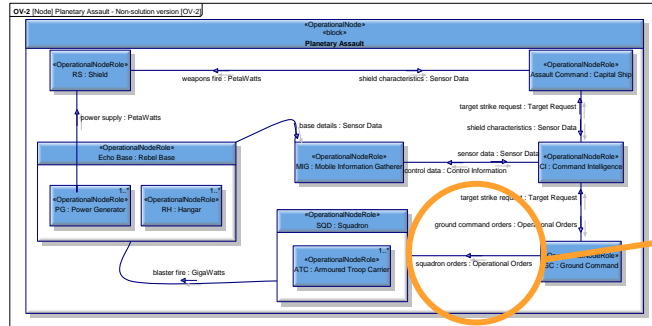 OV-2 [Node] Planetary Assault - Non-solution version [OV-2]
«OperationalNode»
«block»
Planetary Assault
«OperationalNodeRole»
RS : Shield
«OperationalNodeRole»
Assault Command : Capital Ship
weapons fire : PetaWatts
shield characteristics : Sensor Data
target strike request : Target Request
power supply : PetaWatts
base details : Sensor Data
shield characteristics : Sensor Data
«OperationalNodeRole»
Echo Base : Rebel Base
«OperationalNodeRole»
MIG : Mobile Information Gatherer
sensor data : Sensor Data
control data : Control Information
«OperationalNodeRole»
CI : Command Intelligence
1..*
«OperationalNodeRole»
PG : Power Generator
1..*
«OperationalNodeRole»
RH : Hangar
target strike request : Target Request
«OperationalNodeRole»
SQD : Squadron
ground command orders : Operational Orders
1..*
«OperationalNodeRole»
ATC : Armoured Troop Carrier
squadron orders : Operational Orders
«OperationalNodeRole»
GC : Ground Command
blaster fire : GigaWatts